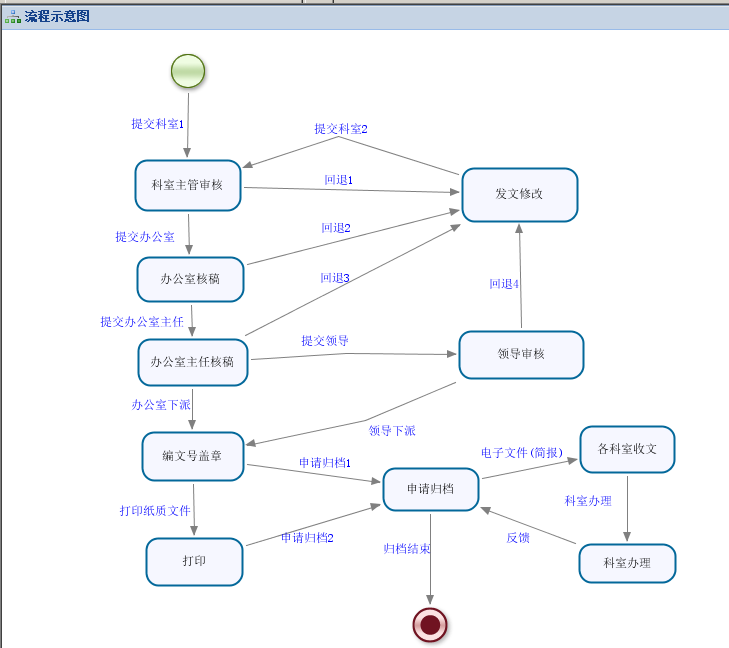 流程示意图
提交科室1
提交科室2
科室主管审核
回退1
发文修改
提交办公室
回退2
办公室核稿
回退3
回退4
提交办公室主任
提交领导
办公室主任核稿
领导审核
办公室下派
领导下派
编文号盖章
申请归档1
电子文件(简报)
各科室收文
申请归档
打印纸质文件
科室办理
申请归档2
归档结束
反馈
打印
科室办理